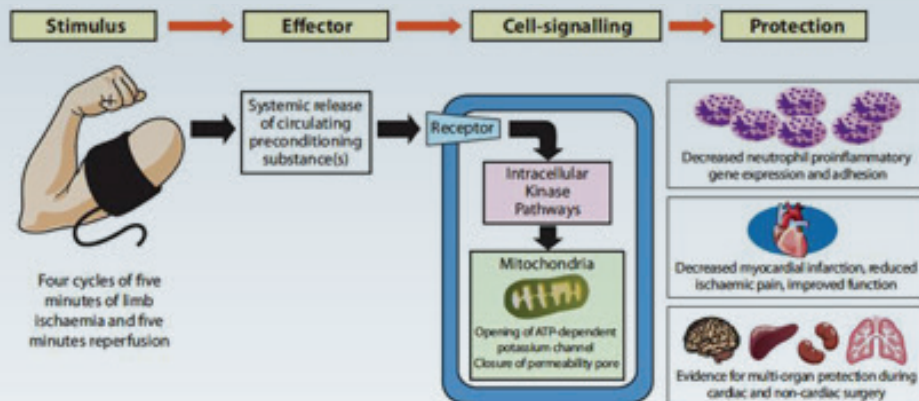 Stimulus
Effector
Cell-signalling
Protection
Four cycles of five
minutes of limb
ischaemia and five
minutes reperfusion
Systemic release
of circulating
preconditioning
substance(s)
Receptor
Intracellular
Kinase
Pathways
Mitochondria
Opening of ATP-dependent
potassium channel
Closure of permeability pore
Decreased neutrophil proinflammatory
gene expression and adhesion
Decreased myocardial infarction, reduced
ischaemic pain, improved function
Evidence for multi-organ protection during
cardiac and non-cardiac surgery